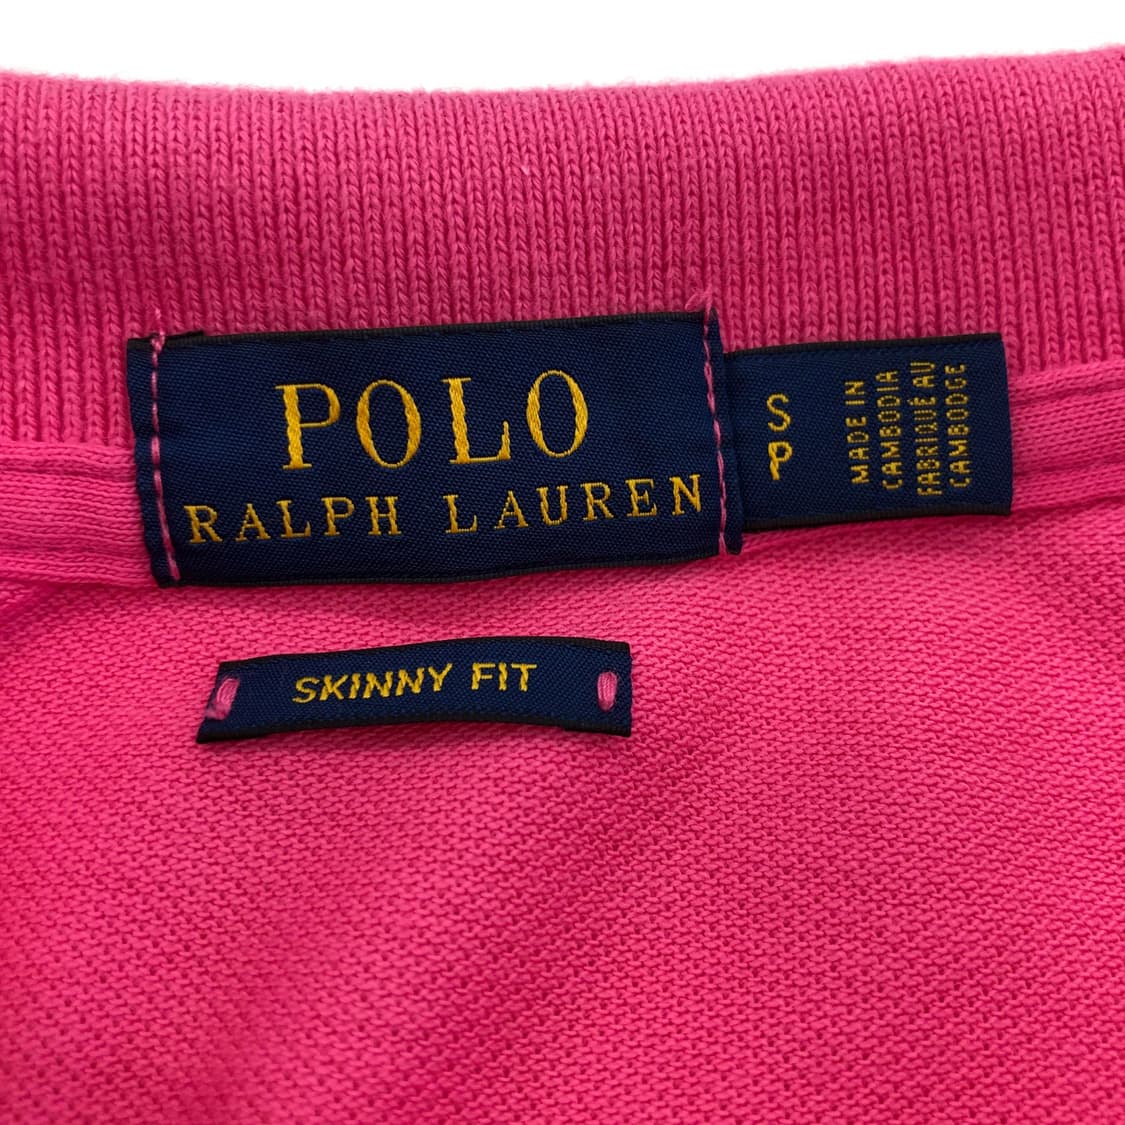 POLO
RALPH LAUREN
S
P
MADE IN
CAMBODIA
FABRIQUÉ AU
CAMBODGE
SKINNY FIT